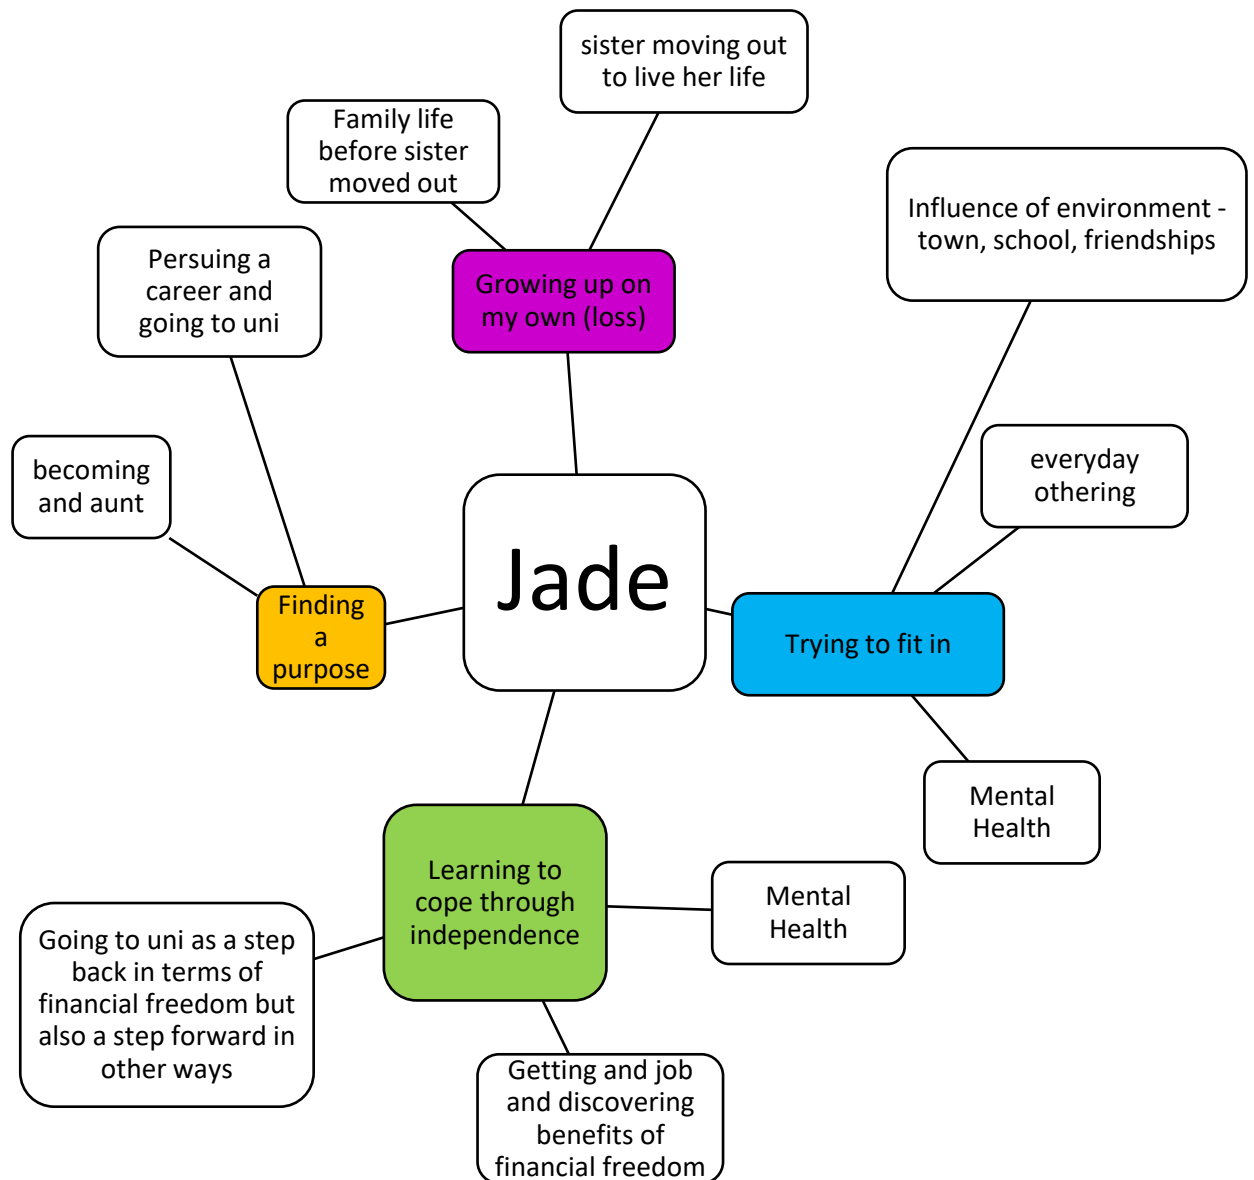 sister moving out
to live her life
Family life
before sister
moved out
Influence of environment -
town, school, friendships
Persuing a
career and
going to uni
Growing up on
my own (loss)
becoming
and aunt
everyday
othering
Jade
Finding
a
purpose
Trying to fit in
Mental
Health
Learning to
cope through
independence
Mental
Health
Going to uni as a step
back in terms of
financial freedom but
also a step forward in
other ways
Getting and job
and discovering
benefits of
financial freedom